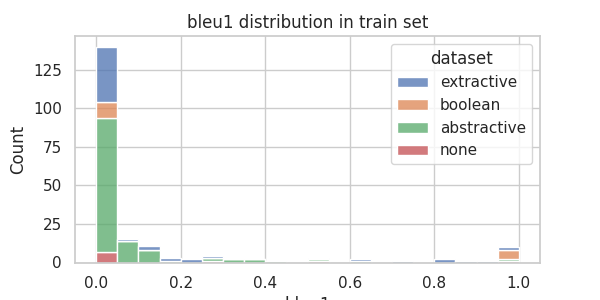 bleu1 distribution in train set
dataset
extractive
boolean
abstractive
none
Count
125
100
75
50
25
0
0.0 0.2 0.4 0.6 0.8 1.0